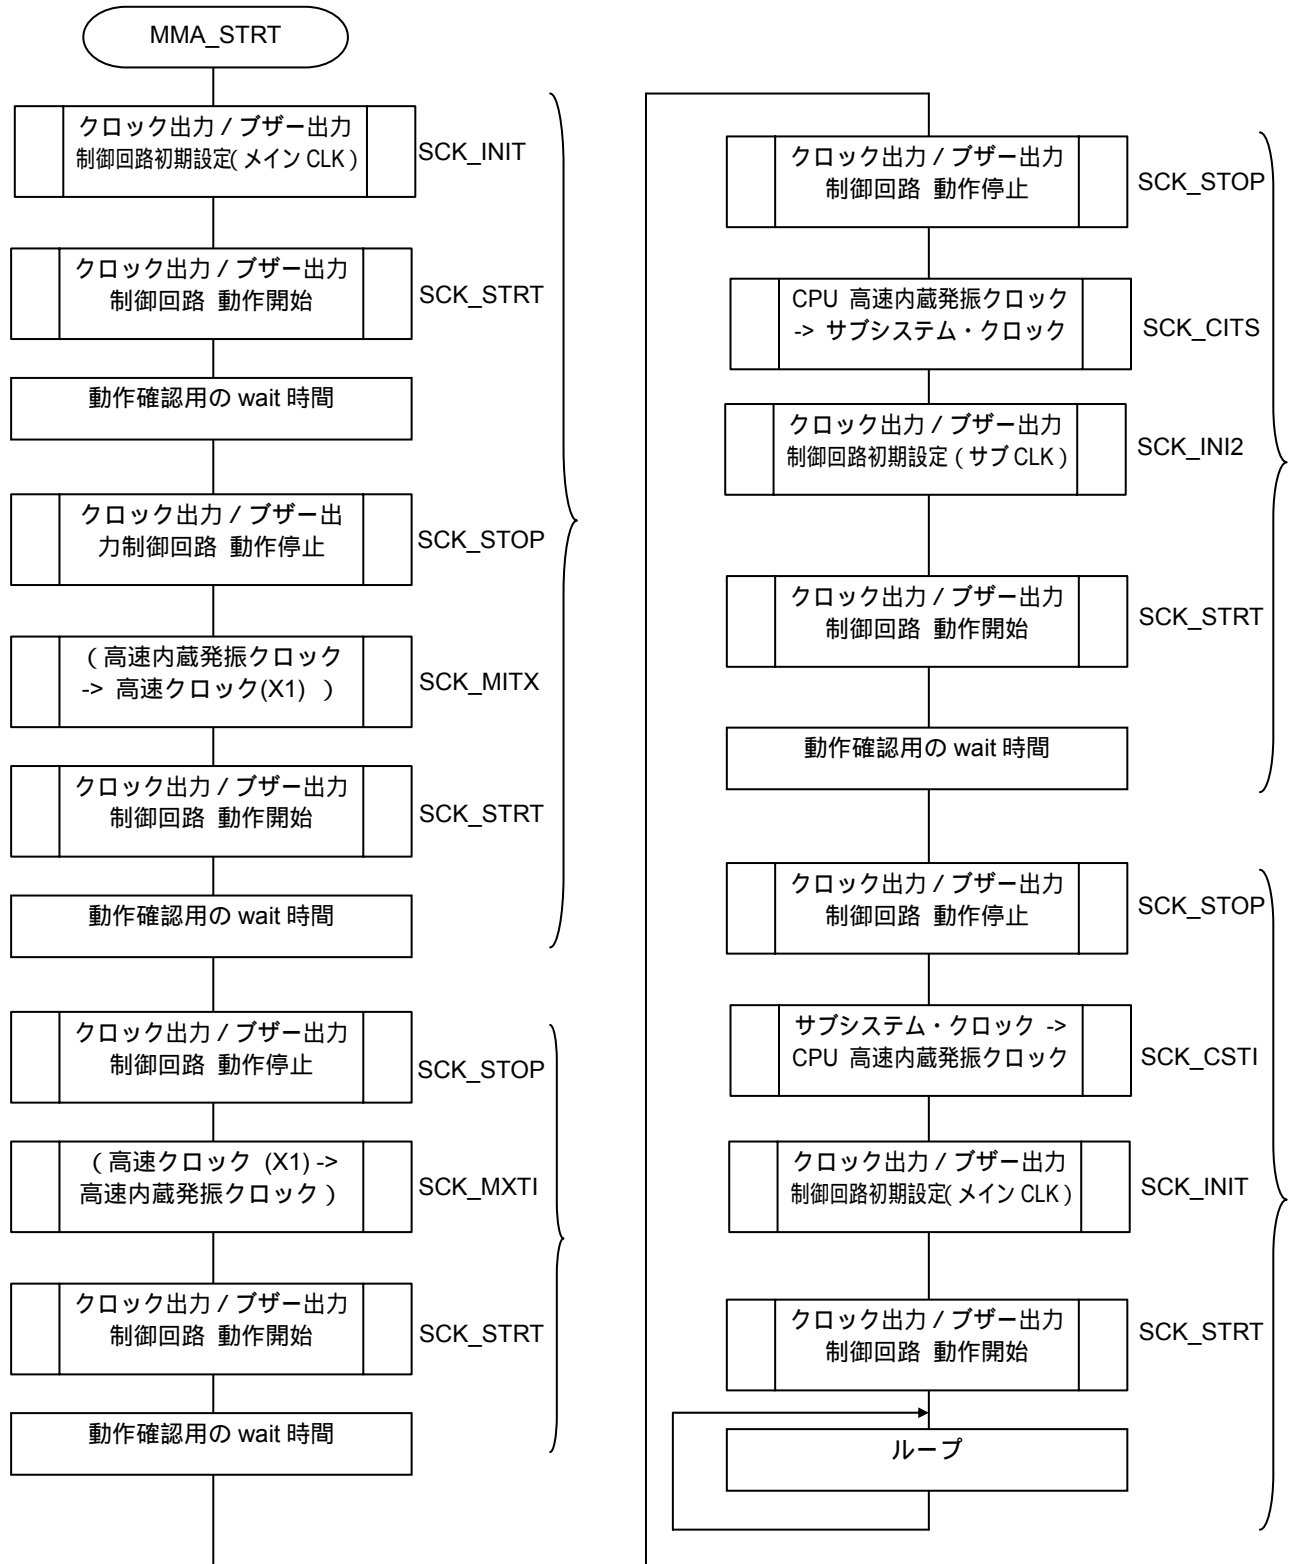 MMA_STRT
クロック出力 / ブザー出力
制御回路初期設定( メイン CLK )
SCK_INIT
クロック出力 / ブザー出力
制御回路 動作開始
SCK_STRT
動作確認用の wait 時間
クロック出力 / ブザー出
力制御回路 動作停止
SCK_STOP
( 高速内蔵発振クロック
-> 高速クロック(X1) )
SCK_MITX
クロック出力 / ブザー出力
制御回路 動作開始
SCK_STRT
動作確認用の wait 時間
クロック出力 / ブザー出力
制御回路 動作停止
SCK_STOP
( 高速クロック (X1) ->
高速内蔵発振クロック )
SCK_MXTI
クロック出力 / ブザー出力
制御回路 動作開始
SCK_STRT
動作確認用の wait 時間
クロック出力 / ブザー出力
制御回路 動作停止
SCK_STOP
CPU 高速内蔵発振クロック
-> サブシステム・クロック
SCK_CITS
クロック出力 / ブザー出力
制御回路初期設定 ( サブ CLK )
SCK_INI2
クロック出力 / ブザー出力
制御回路 動作開始
SCK_STRT
動作確認用の wait 時間
クロック出力 / ブザー出力
制御回路 動作停止
SCK_STOP
サブシステム・クロック ->
CPU 高速内蔵発振クロック
SCK_CSTI
クロック出力 / ブザー出力
制御回路初期設定( メイン CLK )
SCK_INIT
クロック出力 / ブザー出力
制御回路 動作開始
SCK_STRT
ループ